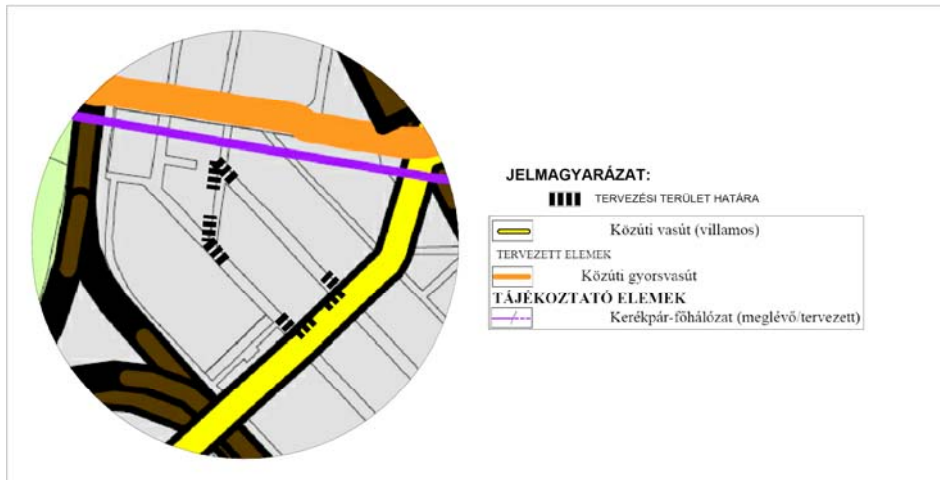 JELMAGYARÁZAT:
TERVEZÉSI TERÜLET HATÁRA
Közúti vasút (villamos)
TERVEZETT ELEMEK
Közúti gyorsvasút
TÁJÉKOZTATÓ ELEMEK
Kerékpár-főhálózat (meglévő/tervezett)